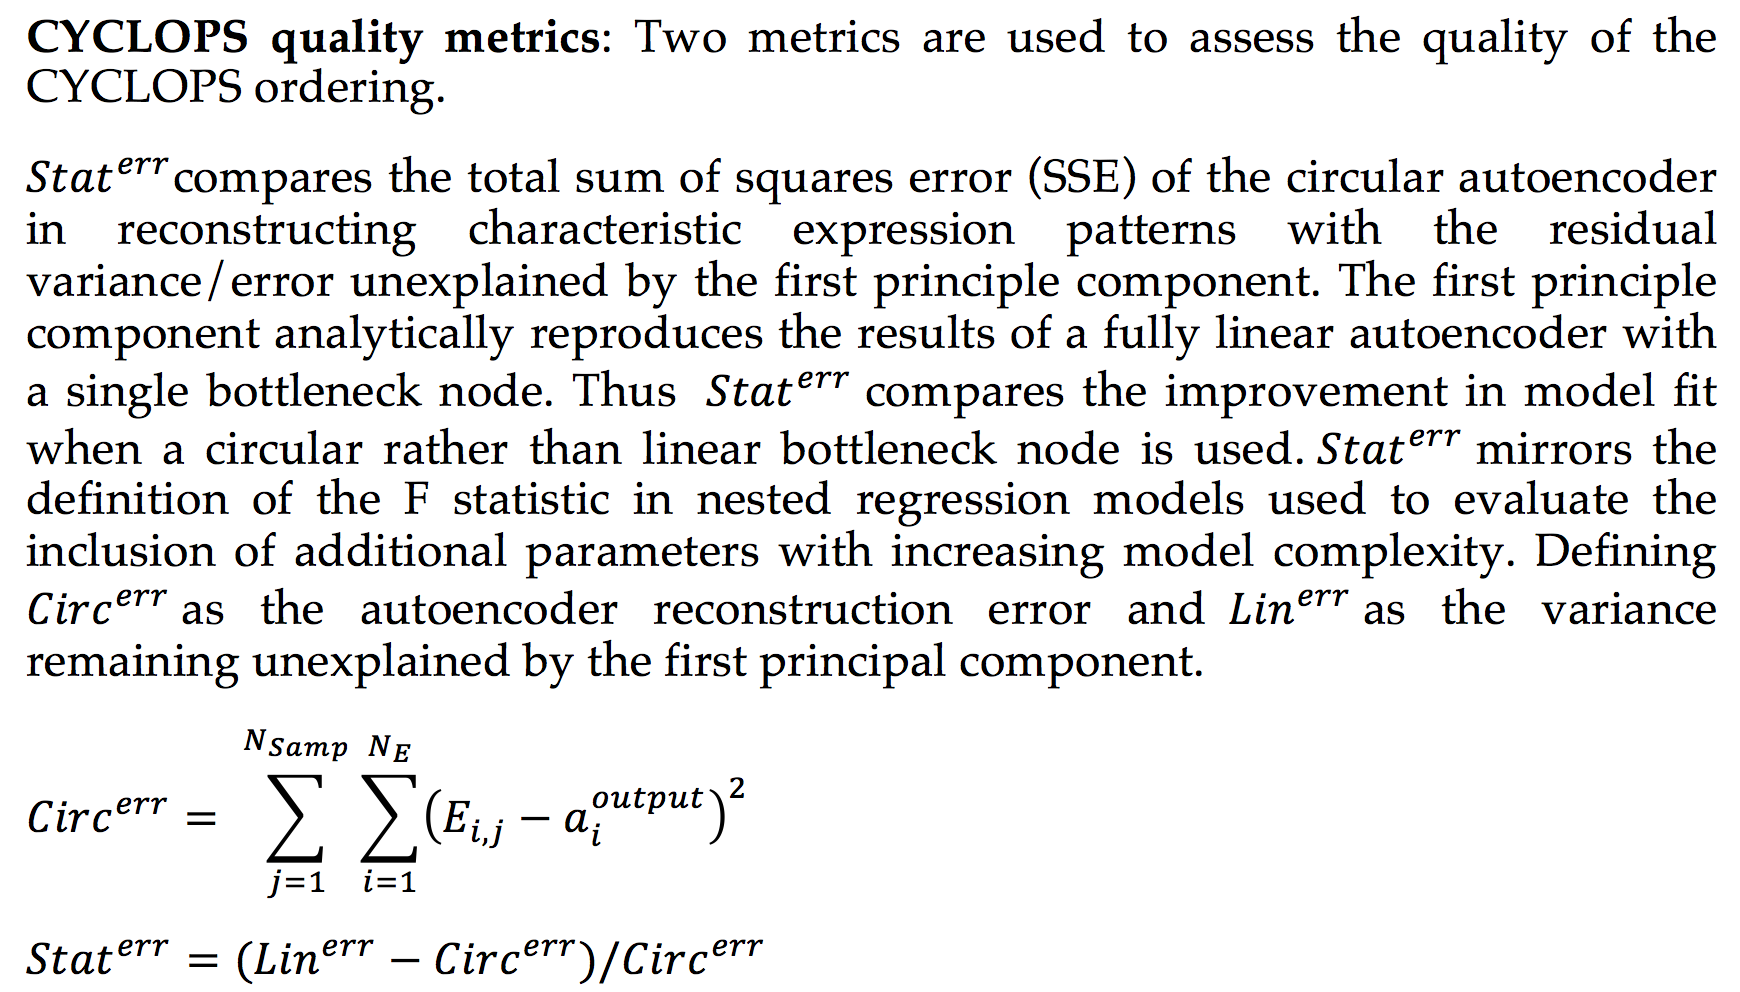 CYCLOPS quality metrics: Two metrics are used to assess the quality of the
CYCLOPS ordering.
Stat^err compares the total sum of squares error (SSE) of the circular autoencoder
in reconstructing characteristic expression patterns with the residual
variance/error unexplained by the first principle component. The first principle
component analytically reproduces the results of a fully linear autoencoder with
a single bottleneck node. Thus Stat^err compares the improvement in model fit
when a circular rather than linear bottleneck node is used. Stat^err mirrors the
definition of the F statistic in nested regression models used to evaluate the
inclusion of additional parameters with increasing model complexity. Defining
Circ^err as the autoencoder reconstruction error and Lin^err as the variance
remaining unexplained by the first principal component.
Circ^err = ∑_{j=1}^{N_Samp} ∑_{i=1}^{N_E} (E_{i,j} − a_i^{output})^2
Stat^err = (Lin^err − Circ^err)/Circ^err